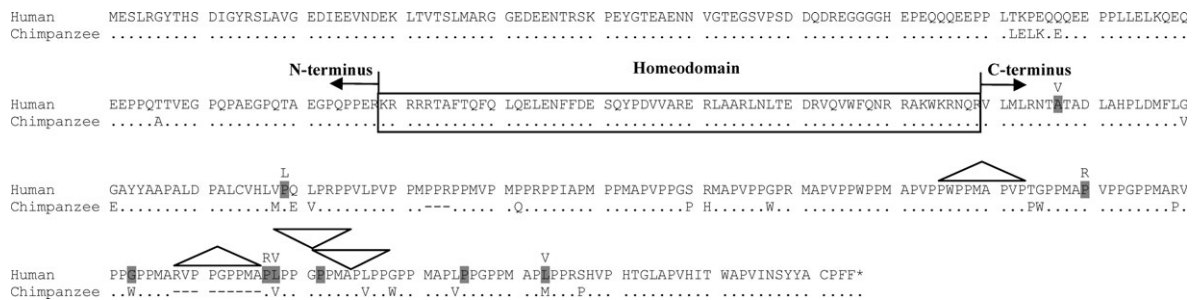 Human MESLRGYTHS DIGYRSLAVG EDIEEVNDEK LTVTSLMARG GEDEENTRSK PEYGTEAENN VGTEGSVPSD DQDREGGGGH EPEQQQEEPP LTKPEQQQEE PPLLELKQEQ
Chimpanzee .......... .......... .......... .......... .......... .......... .......... .......... .......... .LELK.E... ..........
N-terminus Homeodomain C-terminus
V
Human EEPPQTTVEG PQPAEGPQTA EGPQPPERKR RRRTAFTQFQ LQELENFFDE SQYPDVVARE RLAARLNLTE DRVQVWFQNR RAKWKRNQRV LMLRNTATAD LAHPLDMFLG
Chimpanzee .....A.... .......... .......... .......... .......... .......... .......... .......... .......... .......... .........V
L R
Human GAYYAAPALD PALCVHLVPQ LPRPPVLPVP PMPPRPPMVP MPPRPPIAPM PPMAPVPPGS RMAPVPPGPR MAPVPPWPPM APVPPWPPMA PVPTGPPMAP VPPGPPMARV
Chimpanzee E......... .......M.E V......... ....---... .Q........ .........P H.......W. .......... .......... ...PW..... ........P.
RV V
Human PPGPPMARVP PGPPMAPLPP GPPMAPLPPGPP MAPLPPGPPM APLPPRSHVP HTGLAPVHIT WAPVINSYYA CPFF*
Chimpanzee ..W....--- -------V.. ......V..W.. ...V...... ..M...P... .......... .......... .....